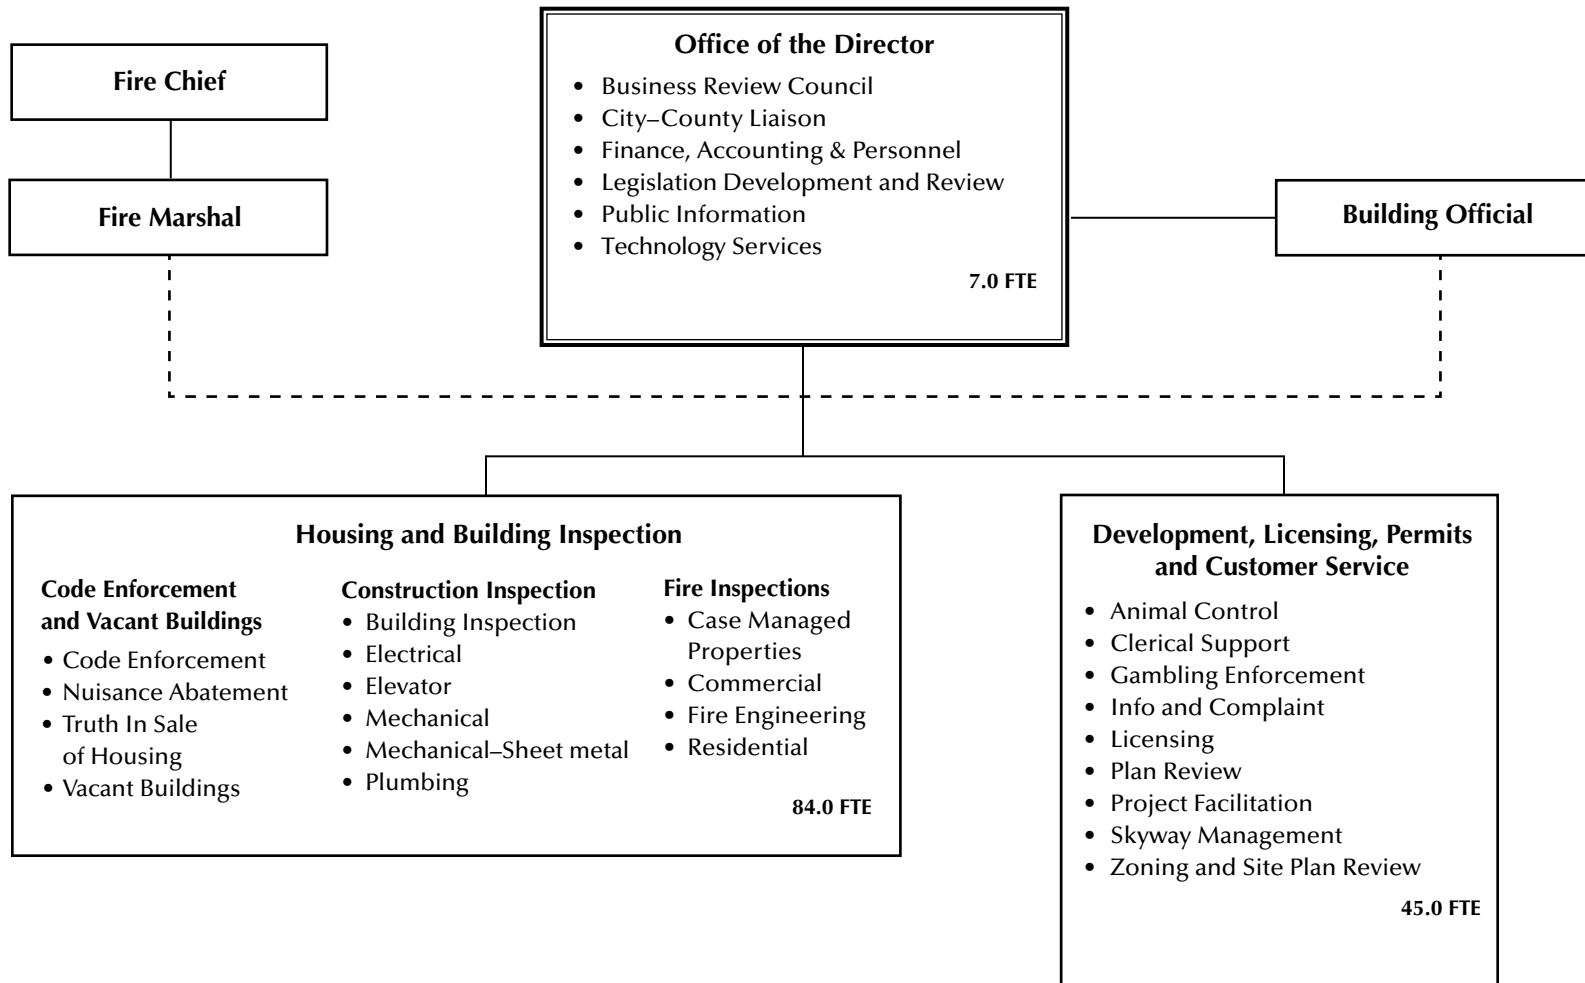 Fire Chief
Fire Marshal
Office of the Director
• Business Review Council
• City–County Liaison
• Finance, Accounting & Personnel
• Legislation Development and Review
• Public Information
• Technology Services
7.0 FTE
Building Official
Housing and Building Inspection
Code Enforcement
and Vacant Buildings
• Code Enforcement
• Nuisance Abatement
• Truth In Sale
of Housing
• Vacant Buildings
Construction Inspection
• Building Inspection
• Electrical
• Elevator
• Mechanical
• Mechanical–Sheet metal
• Plumbing
Fire Inspections
• Case Managed
Properties
• Commercial
• Fire Engineering
• Residential
84.0 FTE
Development, Licensing, Permits
and Customer Service
• Animal Control
• Clerical Support
• Gambling Enforcement
• Info and Complaint
• Licensing
• Plan Review
• Project Facilitation
• Skyway Management
• Zoning and Site Plan Review
45.0 FTE